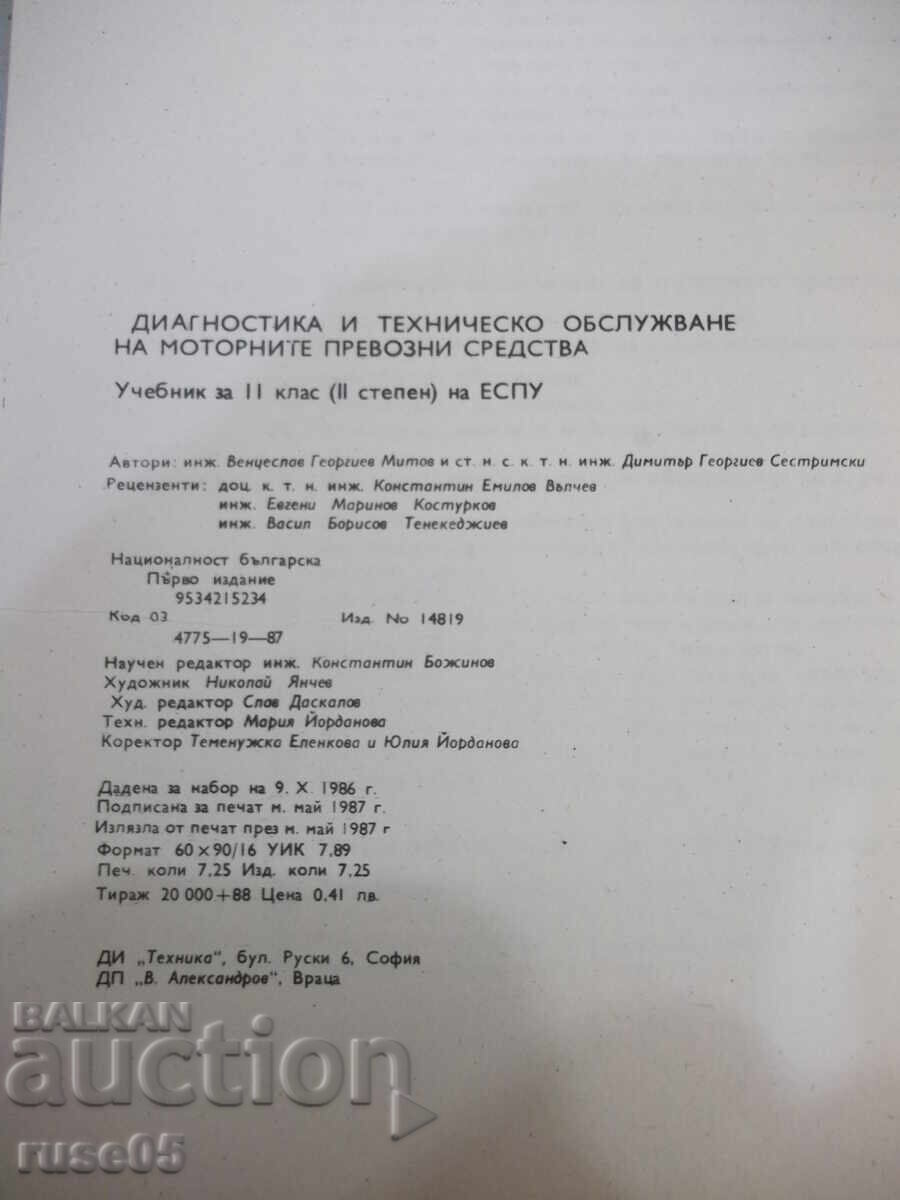 ДИАГНОСТИКА И ТЕХНИЧЕСКО ОБСЛУЖВАНЕ
НА МОТОРНИТЕ ПРЕВОЗНИ СРЕДСТВА
Учебник за 11 клас (II степен) на ЕСПУ
Автори: инж. Венцеслав Георгиев Митов и ст. н. с. к. т. н. инж. Димитър Георгиев Сестримски
Рецензенти: доц. к. т. н. инж. Константин Емилов Вълчев
инж. Евгени Маринов Костурков
инж. Васил Борисов Тенекеджиев
Националност българска
Първо издание
9534215234
Код 03
Изд. No 14819
4775—19—87
Научен редактор инж. Константин Божинов
Художник Николай Янчев
Худ. редактор Слав Даскалов
Техн. редактор Мария Йорданова
Коректор Теменужка Еленкова и Юлия Йорданова
Дадена за набор на 9. X. 1986 г.
Подписана за печат м. май 1987 г.
Излязла от печат през м. май 1987 г
Формат 60×90/16 УИК 7,89
Печ. коли 7,25 Изд. коли 7,25
Тираж 20 000+88 Цена 0,41 лв.
ДИ „Техника“, бул. Руски 6, София
ДП „В. Александров“, Враца
BALKAN
auction
ruse05